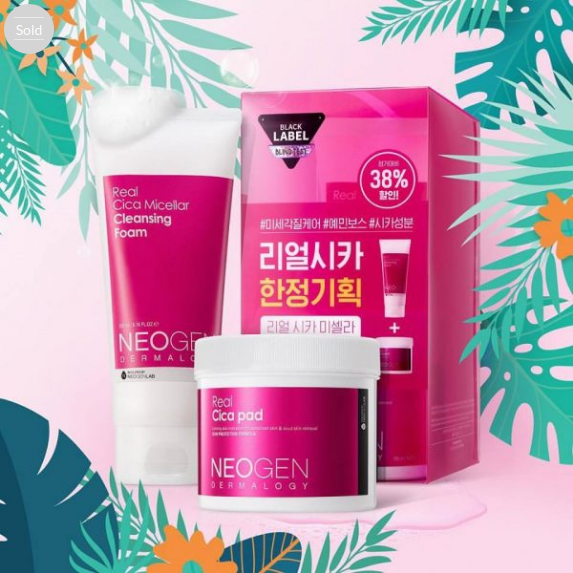 Sold
Real
Cica Micellar
Cleansing
Foam
NEOGEN
DERMALOGY
BLACK
LABEL
38%
할인!
Real
#미세각질케어 #예민보스 #시카성분
리얼시카
한정기획
리얼 시카 미셀라
+
Real
Cica pad
NEOGEN
DERMALOGY